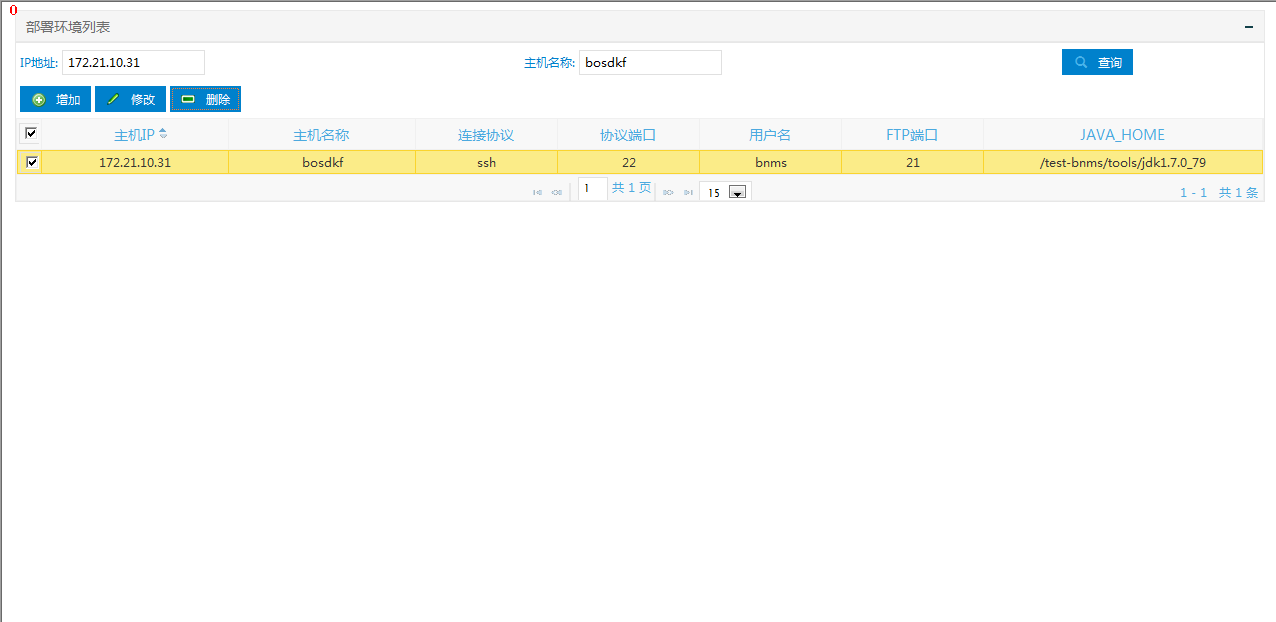 0
部署环境列表
IP地址: 172.21.10.31 主机名称: bosdkf 查询
增加 修改 删除
主机IP 主机名称 连接协议 协议端口 用户名 FTP端口 JAVA_HOME
172.21.10.31 bosdkf ssh 22 bnms 21 /test-bnms/tools/jdk1.7.0_79
1 共 1 页 15 1 - 1 共 1 条